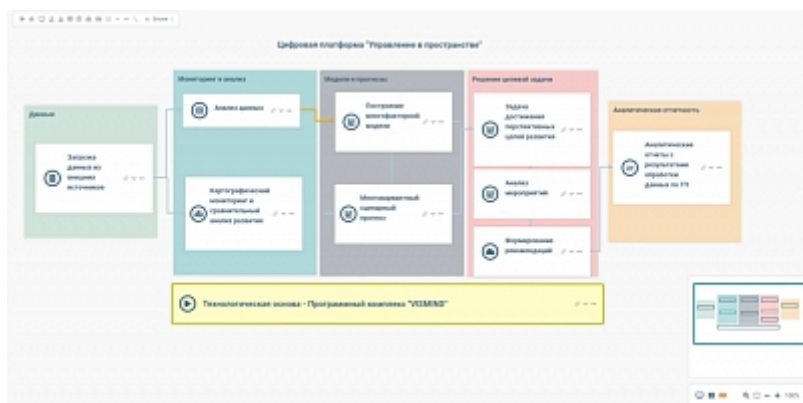 Цифровая платформа "Управление в пространстве"
Мониторинг и анализ
Модели и прогнозы
Решение целевой задачи
Данные
Аналитическая отчетность
Загрузка
данных из
внешних
источников
Анализ данных
Картографический
мониторинг и
сравнительный
анализ развития
Построение
многофакторной
модели
Многовариантный
сценарный
прогноз
Задача
достижения
перспективных
целей развития
Анализ
мероприятий
Формирование
рекомендаций
Аналитические
отчеты с
результатами
обработки
данных по
Технологическая основа - Программный комплекс "VISMIND"
100%